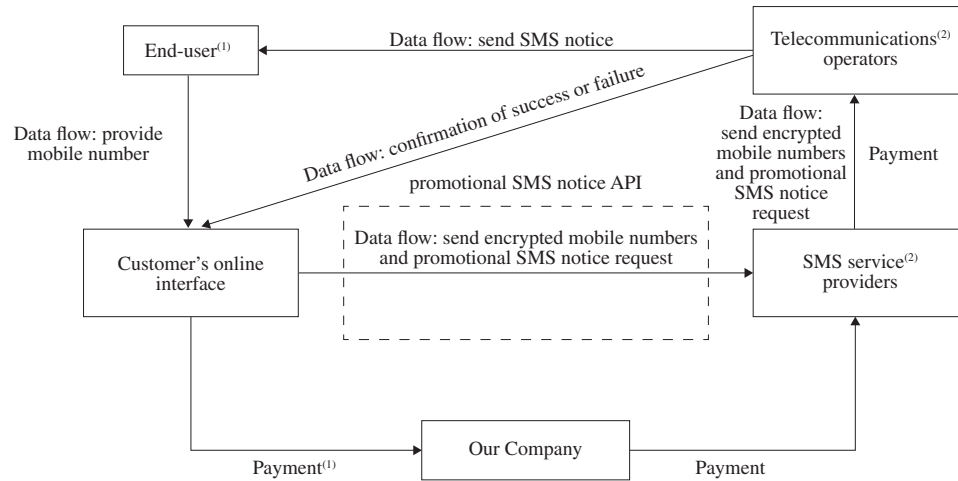 End-user(1)
Data flow: send SMS notice
Telecommunications(2)
operators
Data flow: confirmation of success or failure
Data flow: provide
mobile number
Data flow:
send encrypted
mobile numbers
and promotional
SMS notice
request
Payment
promotional SMS notice API
Customer's online
interface
Data flow: send encrypted mobile numbers
and promotional SMS notice request
SMS service(2)
providers
Our Company
Payment(1)
Payment